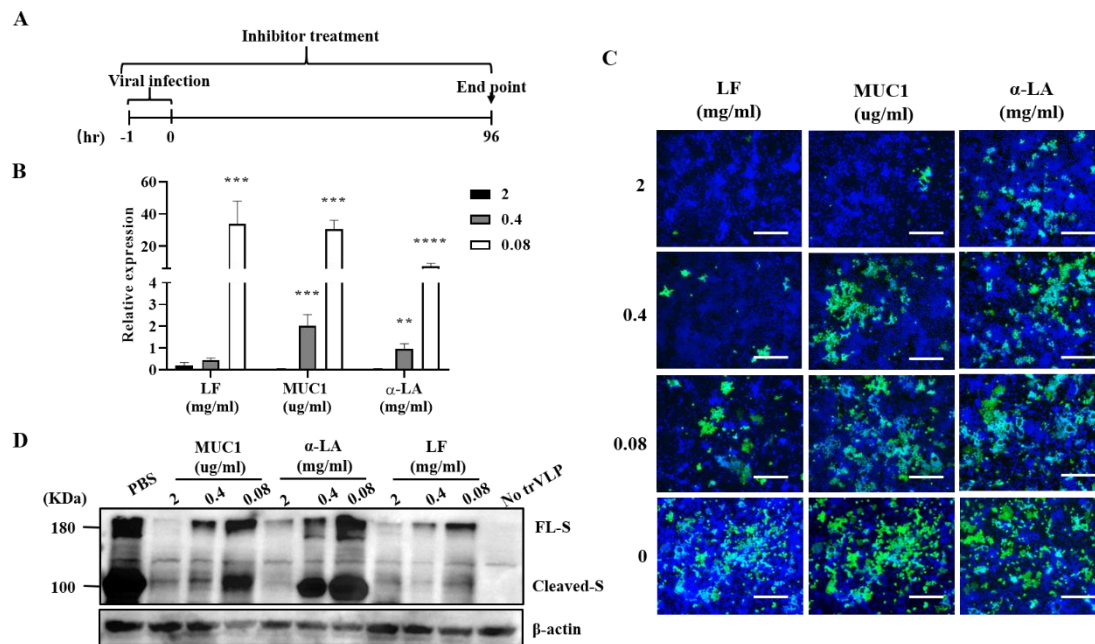 A
Inhibitor treatment
Viral infection
End point
(hr)
-1
0
96
B
Relative expression
60
40
20
4
3
2
1
0
***
***
***
**
****
2
0.4
0.08
LF
(mg/ml)
MUC1
(ug/ml)
α-LA
(mg/ml)
C
LF
(mg/ml)
MUC1
(ug/ml)
α-LA
(mg/ml)
2
0.4
0.08
0
D
MUC1
(ug/ml)
α-LA
(mg/ml)
LF
(mg/ml)
(KDa)
PBS
2
0.4
0.08
2
0.4
0.08
2
0.4
0.08
No trVLP
180
FL-S
100
Cleaved-S
β-actin